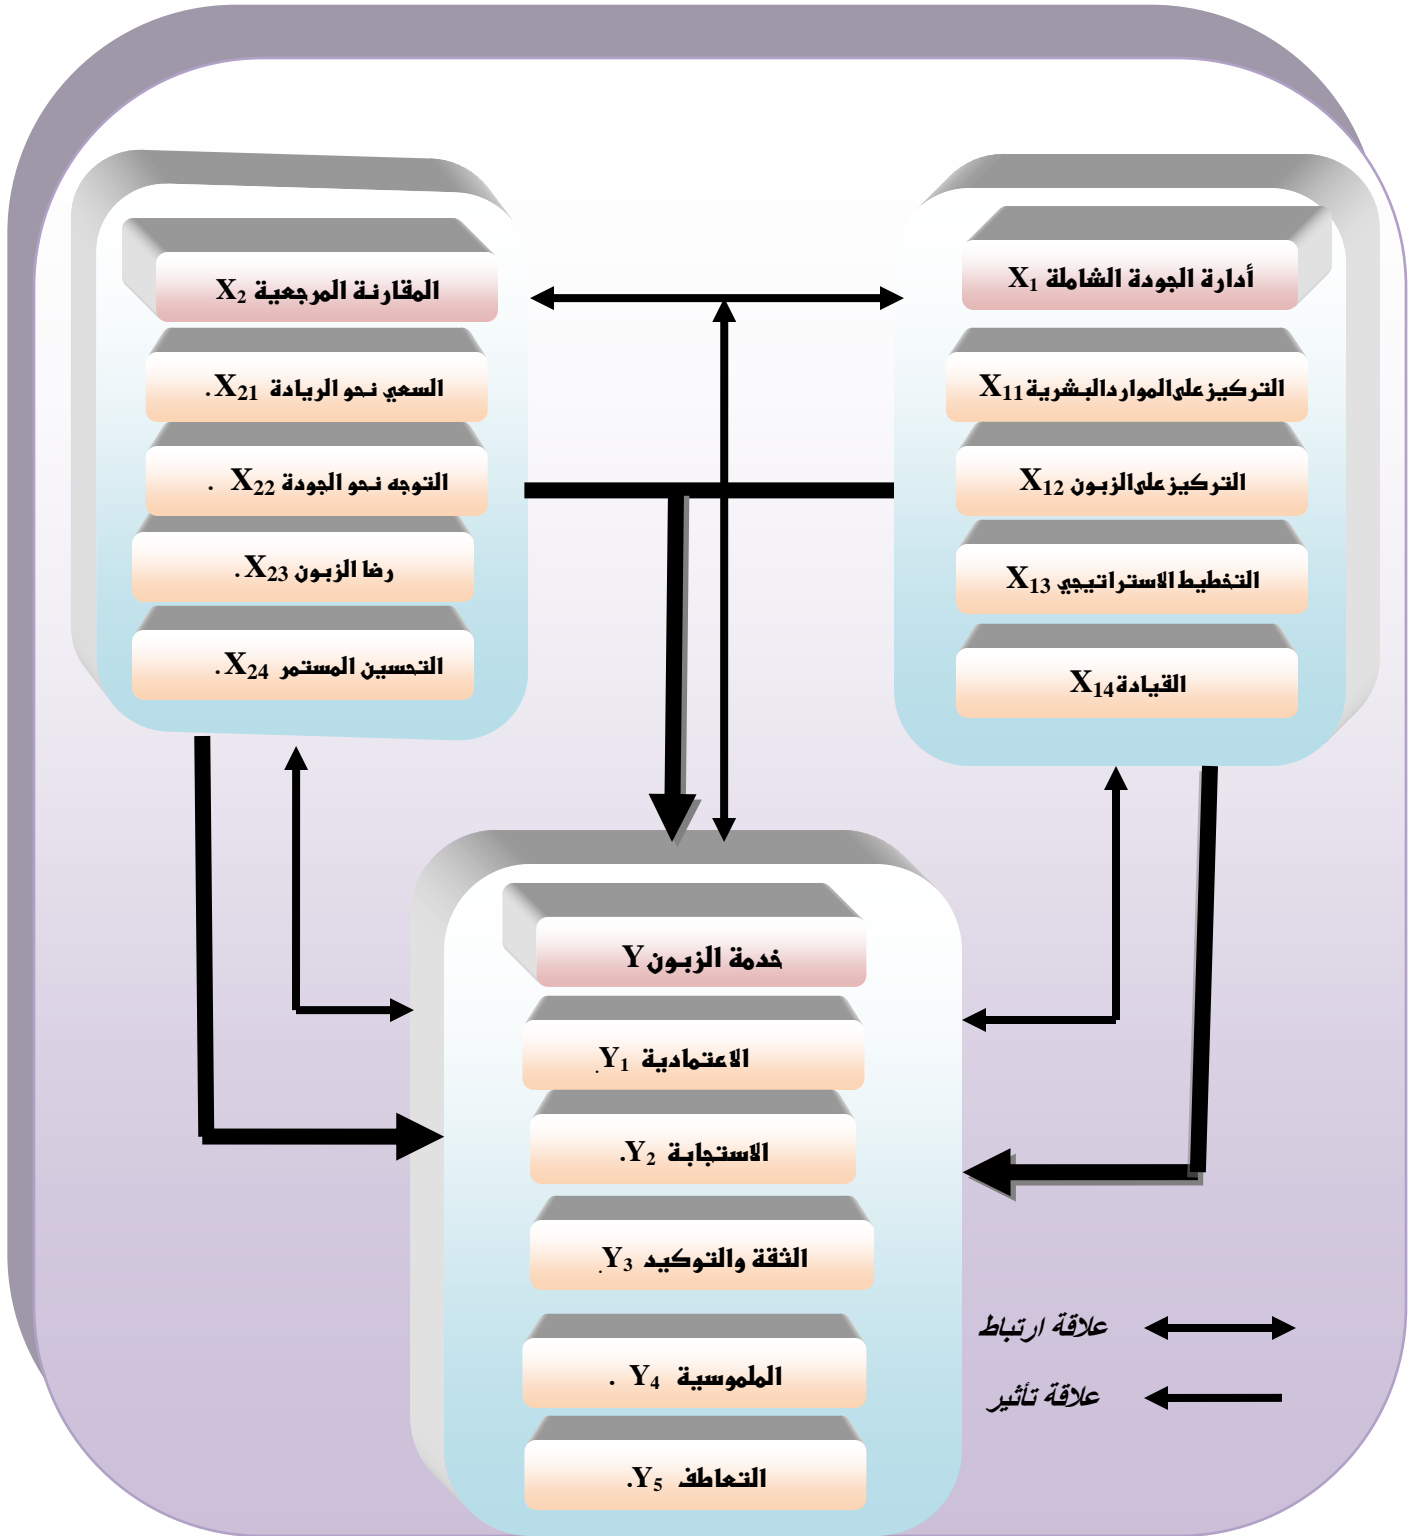 أدارة الجودة الشاملة X1
التركيز على الموارد البشرية X11
التركيز على الزبون X12
التخطيط الاستراتيجي X13
القيادة X14
المقارنة المرجعية X2
السعي نحو الريادة X21.
التوجه نحو الجودة X22 .
رضا الزبون X23.
التحسين المستمر X24.
خدمة الزبون Y
الاعتمادية Y1.
الاستجابة Y2.
الثقة والتوكيد Y3.
الملموسية Y4 .
التعاطف Y5.
علاقة ارتباط
علاقة تأثير